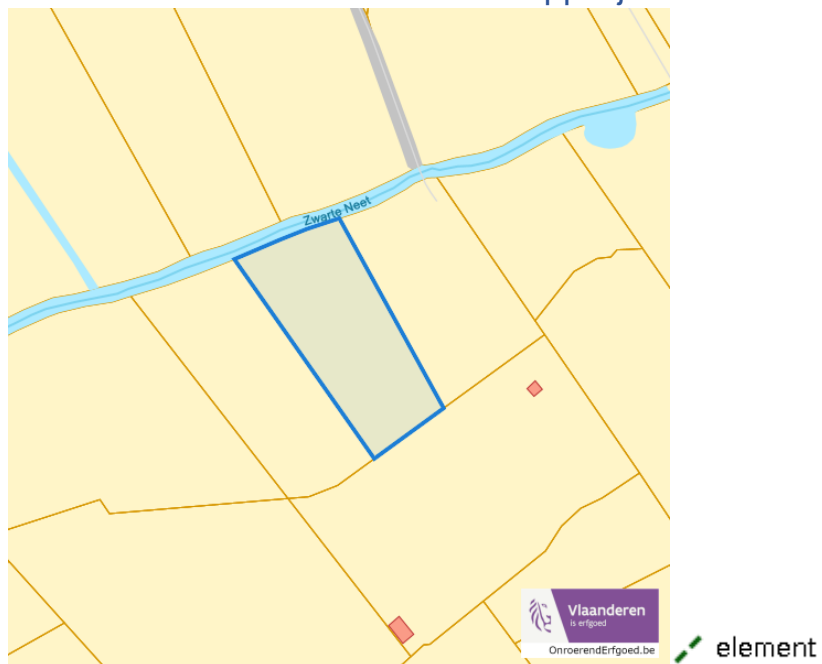 Zwarte Neet
Vlaanderen
is erfgoed
OnroerendErfgoed.be
element